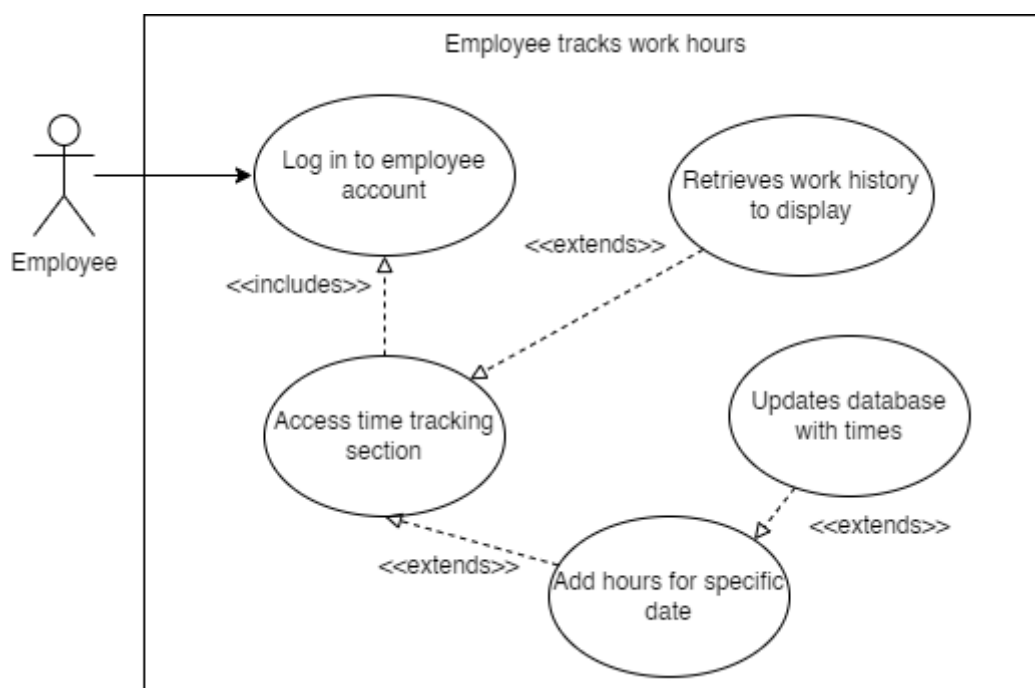 Employee tracks work hours
Log in to employee
account
Retrieves work history
to display
Employee
<<extends>>
<<includes>>
Access time tracking
section
Updates database
with times
<<extends>>
<<extends>>
Add hours for specific
date